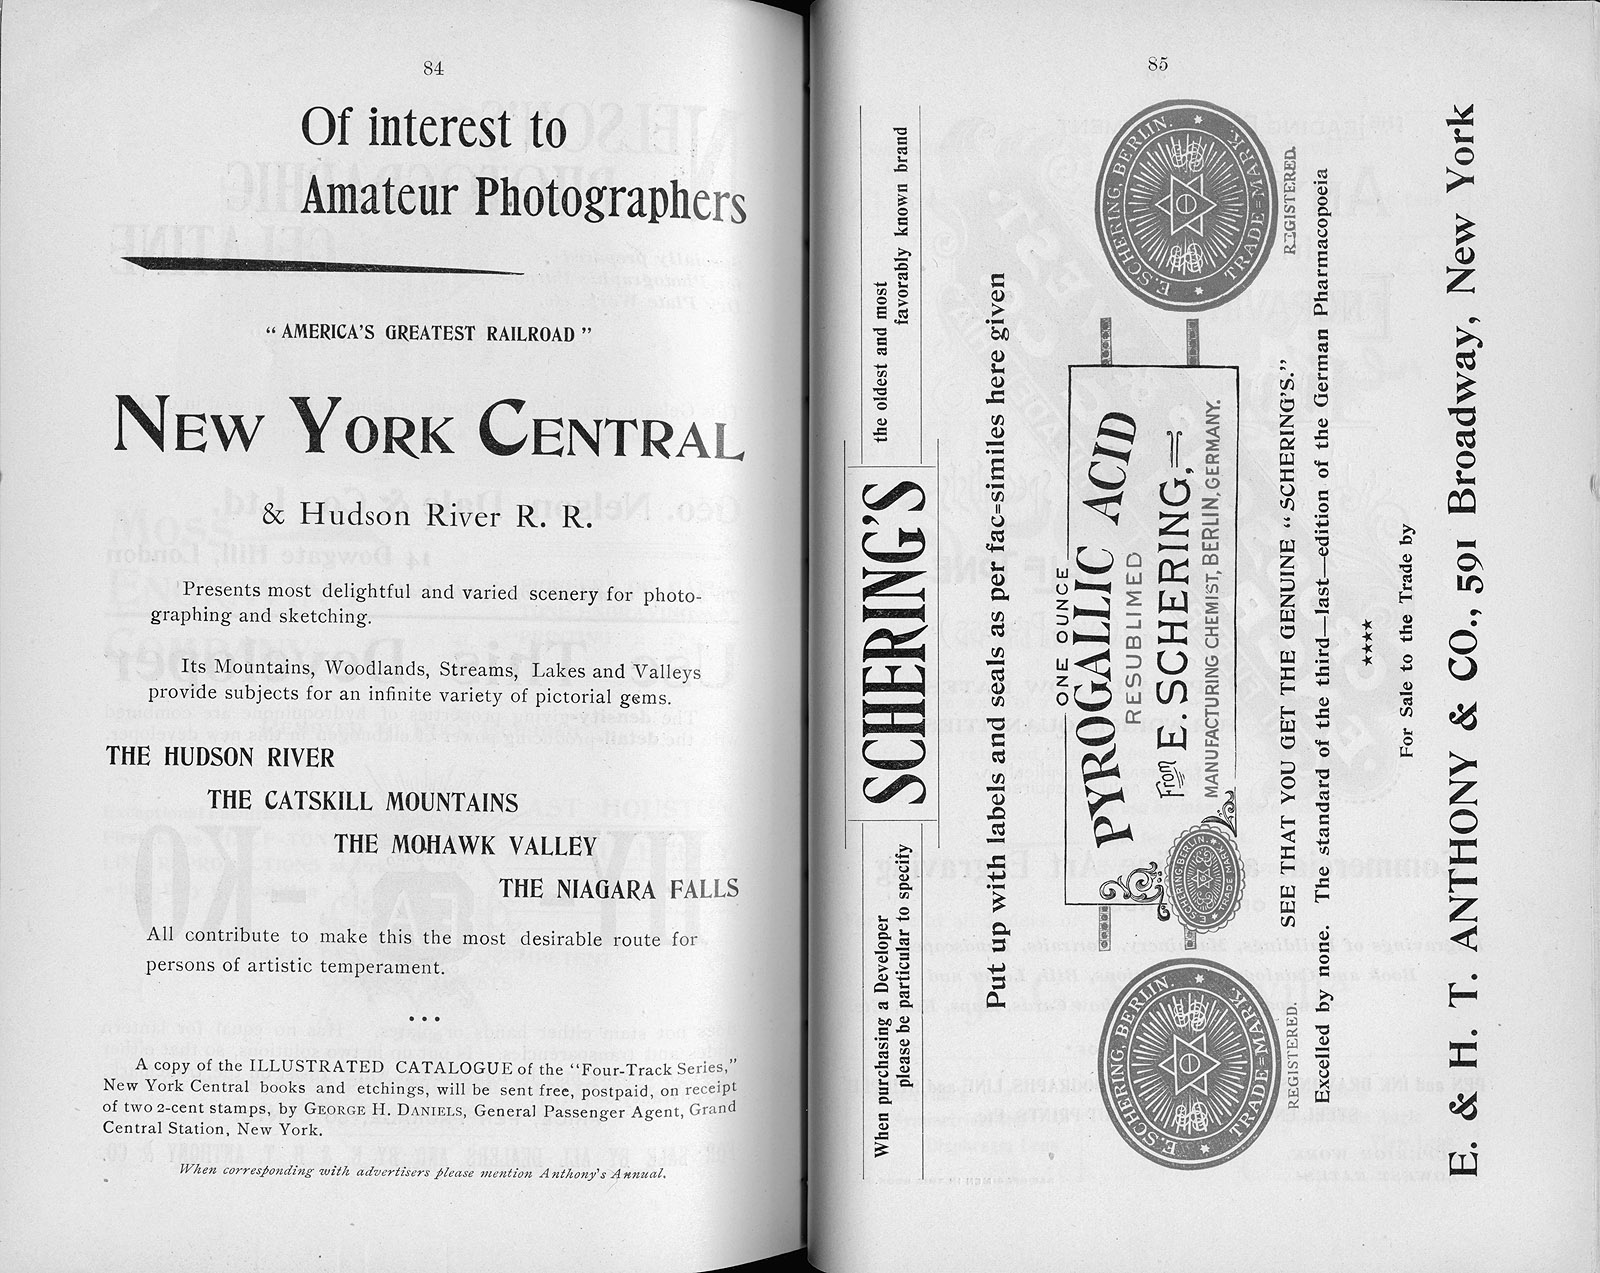 84
Of interest to
Amateur Photographers
"AMERICA'S GREATEST RAILROAD"
NEW YORK CENTRAL
& Hudson River R. R.
Presents most delightful and varied scenery for photo-
graphing and sketching.
Its Mountains, Woodlands, Streams, Lakes and Valleys
provide subjects for an infinite variety of pictorial gems.
THE HUDSON RIVER
THE CATSKILL MOUNTAINS
THE MOHAWK VALLEY
THE NIAGARA FALLS
All contribute to make this the most desirable route for
persons of artistic temperament.
A copy of the ILLUSTRATED CATALOGUE of the "Four-Track Series,"
New York Central books and etchings, will be sent free, postpaid, on receipt
of two 2-cent stamps, by GEORGE H. DANIELS, General Passenger Agent, Grand
Central Station, New York.
When corresponding with advertisers please mention Anthony's Annual.
85
When purchasing a Developer
please be particular to specify
SCHERING'S
the oldest and most
favorably known brand
Put up with labels and seals as per fac=similes here given
E. SCHERING, BERLIN.
TRADE=MARK.
REGISTERED.
ONE OUNCE
PYROGALLIC ACID
RESUBLIMED
From E. SCHERING,
MANUFACTURING CHEMIST, BERLIN, GERMANY.
E. SCHERING, BERLIN.
TRADE MARK
E. SCHERING, BERLIN.
TRADE=MARK.
REGISTERED.
SEE THAT YOU GET THE GENUINE "SCHERING'S."
Excelled by none. The standard of the third—last—edition of the German Pharmacopoeia
For Sale to the Trade by
E. & H. T. ANTHONY & CO., 591 Broadway, New York